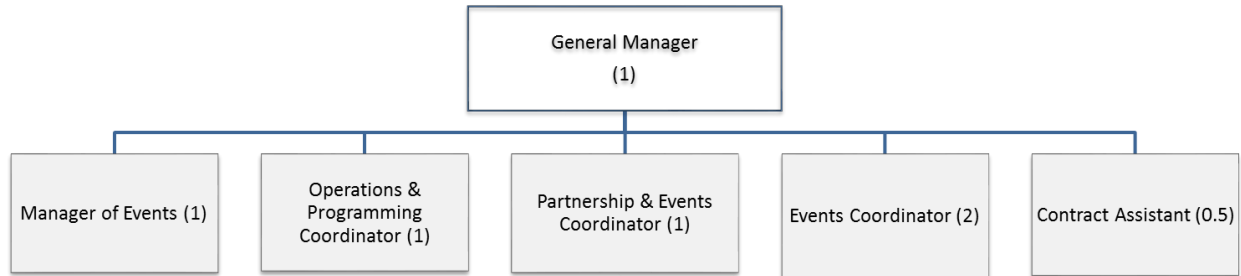 General Manager
(1)
Manager of Events (1)
Operations &
Programming
Coordinator (1)
Partnership & Events
Coordinator (1)
Events Coordinator (2)
Contract Assistant (0.5)